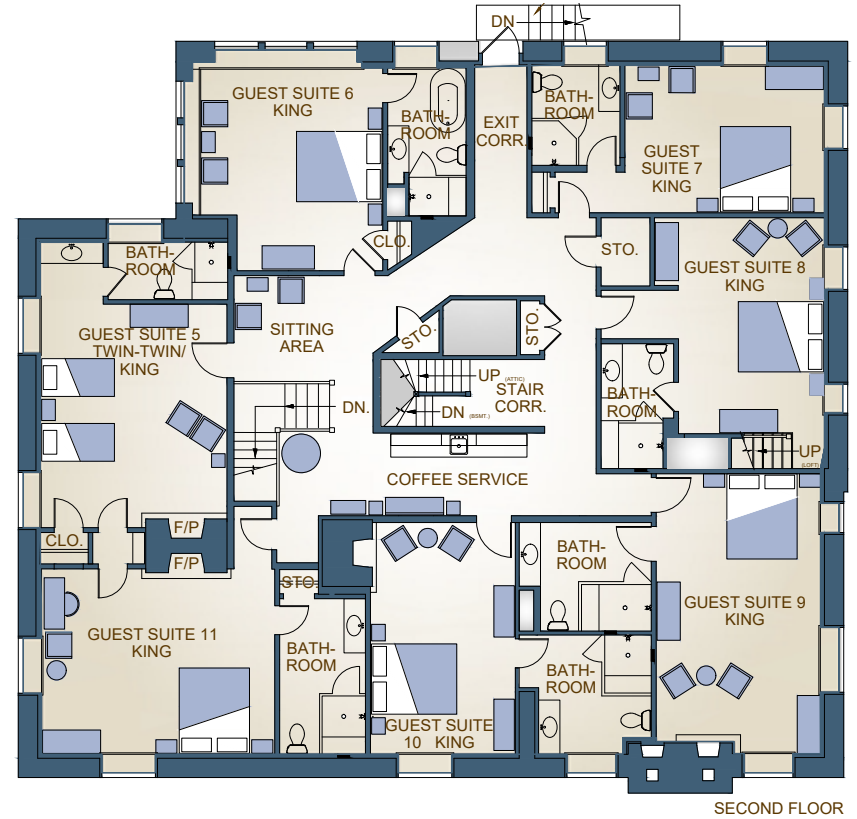 DN
GUEST SUITE 6
KING
BATH-
ROOM
EXIT
CORR.
BATH-
ROOM
GUEST
SUITE 7
KING
CLO.
STO.
BATH-
ROOM
GUEST SUITE 8
KING
GUEST SUITE 5
TWIN-TWIN/
KING
SITTING
AREA
STO.
STO.
UP (ATTIC)
STAIR
CORR.
DN (BSMT.)
DN.
BATH-
ROOM
UP
(LOFT)
COFFEE SERVICE
F/P
F/P
CLO.
STO.
BATH-
ROOM
GUEST SUITE 9
KING
GUEST SUITE 11
KING
BATH-
ROOM
BATH-
ROOM
GUEST SUITE
10 KING
SECOND FLOOR